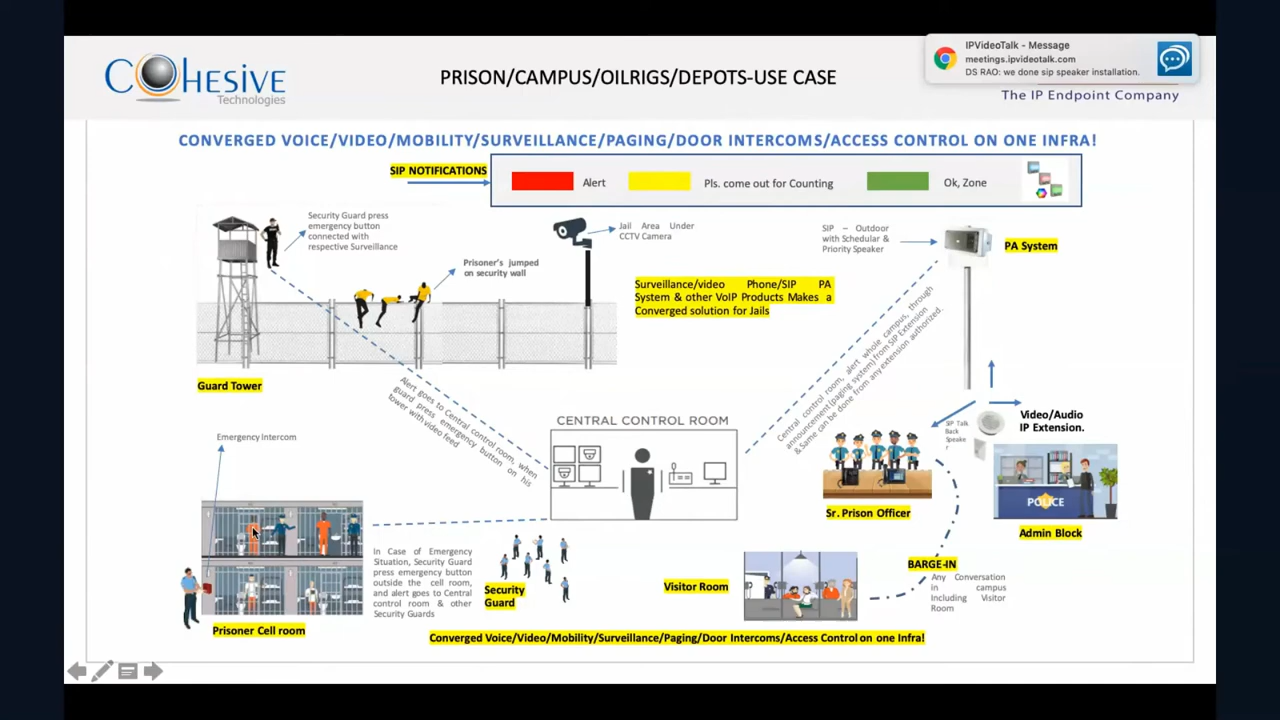 COHESIVE
Technologies
PRISON/CAMPUS/OILRIGS/DEPOTS-USE CASE
IPVideoTalk - Message
meetings.ipvideotalk.com
DS RAO: we done sip speaker installation.
The IP Endpoint Company
CONVERGED VOICE/VIDEO/MOBILITY/SURVEILLANCE/PAGING/DOOR INTERCOMS/ACCESS CONTROL ON ONE INFRA!
SIP NOTIFICATIONS
Alert
Pls. come out for Counting
Ok, Zone
Security Guard press
emergency button
connected with
respective Surveillance
Jail Area Under
CCTV Camera
SIP – Outdoor
with Schedular &
Priority Speaker
PA System
Prisoner's jumped
on security wall
Surveillance/video Phone/SIP PA
System & other VoIP Products Makes a
Converged solution for Jails
Guard Tower
Alert goes to Central control room, when
guard press emergency button on his
tower with video feed
Central control room, alert whole campus, through
announcement (paging system) from SIP Extension
& Same can be done from any extension authorized.
CENTRAL CONTROL ROOM
Video/Audio
IP Extension.
SIP Talk
Back
Speake
r
Emergency Intercom
POLICE
Sr. Prison Officer
Admin Block
in Case of Emergency
Situation, Security Guard
press emergency button
outside the cell room,
and alert goes to Central
control room & other
Security Guards
Security
Guard
Visitor Room
BARGE-IN
Any Conversation
in campus
Including Visitor
Room
Prisoner Cell room
Converged Voice/Video/Mobility/Surveillance/Paging/Door Intercoms/Access Control on one Infra!